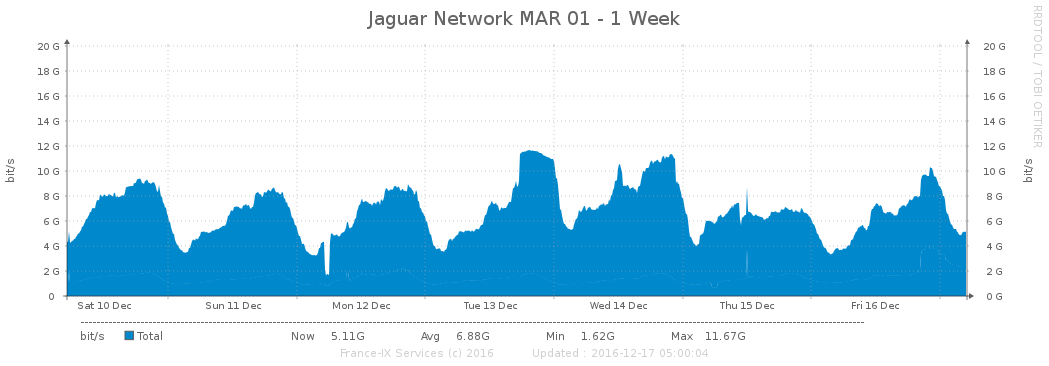 Jaguar Network MAR 01 - 1 Week
RRDTOOL / TOBI OETIKER
bit/s
bit/s
20 G 20 G
18 G 18 G
16 G 16 G
14 G 14 G
12 G 12 G
10 G 10 G
8 G 8 G
6 G 6 G
4 G 4 G
2 G 2 G
0 0 G
Sat 10 Dec Sun 11 Dec Mon 12 Dec Tue 13 Dec Wed 14 Dec Thu 15 Dec Fri 16 Dec
bit/s Total Now 5.11G Avg 6.88G Min 1.62G Max 11.67G
France-IX Services (c) 2016 Updated : 2016-12-17 05:00:04